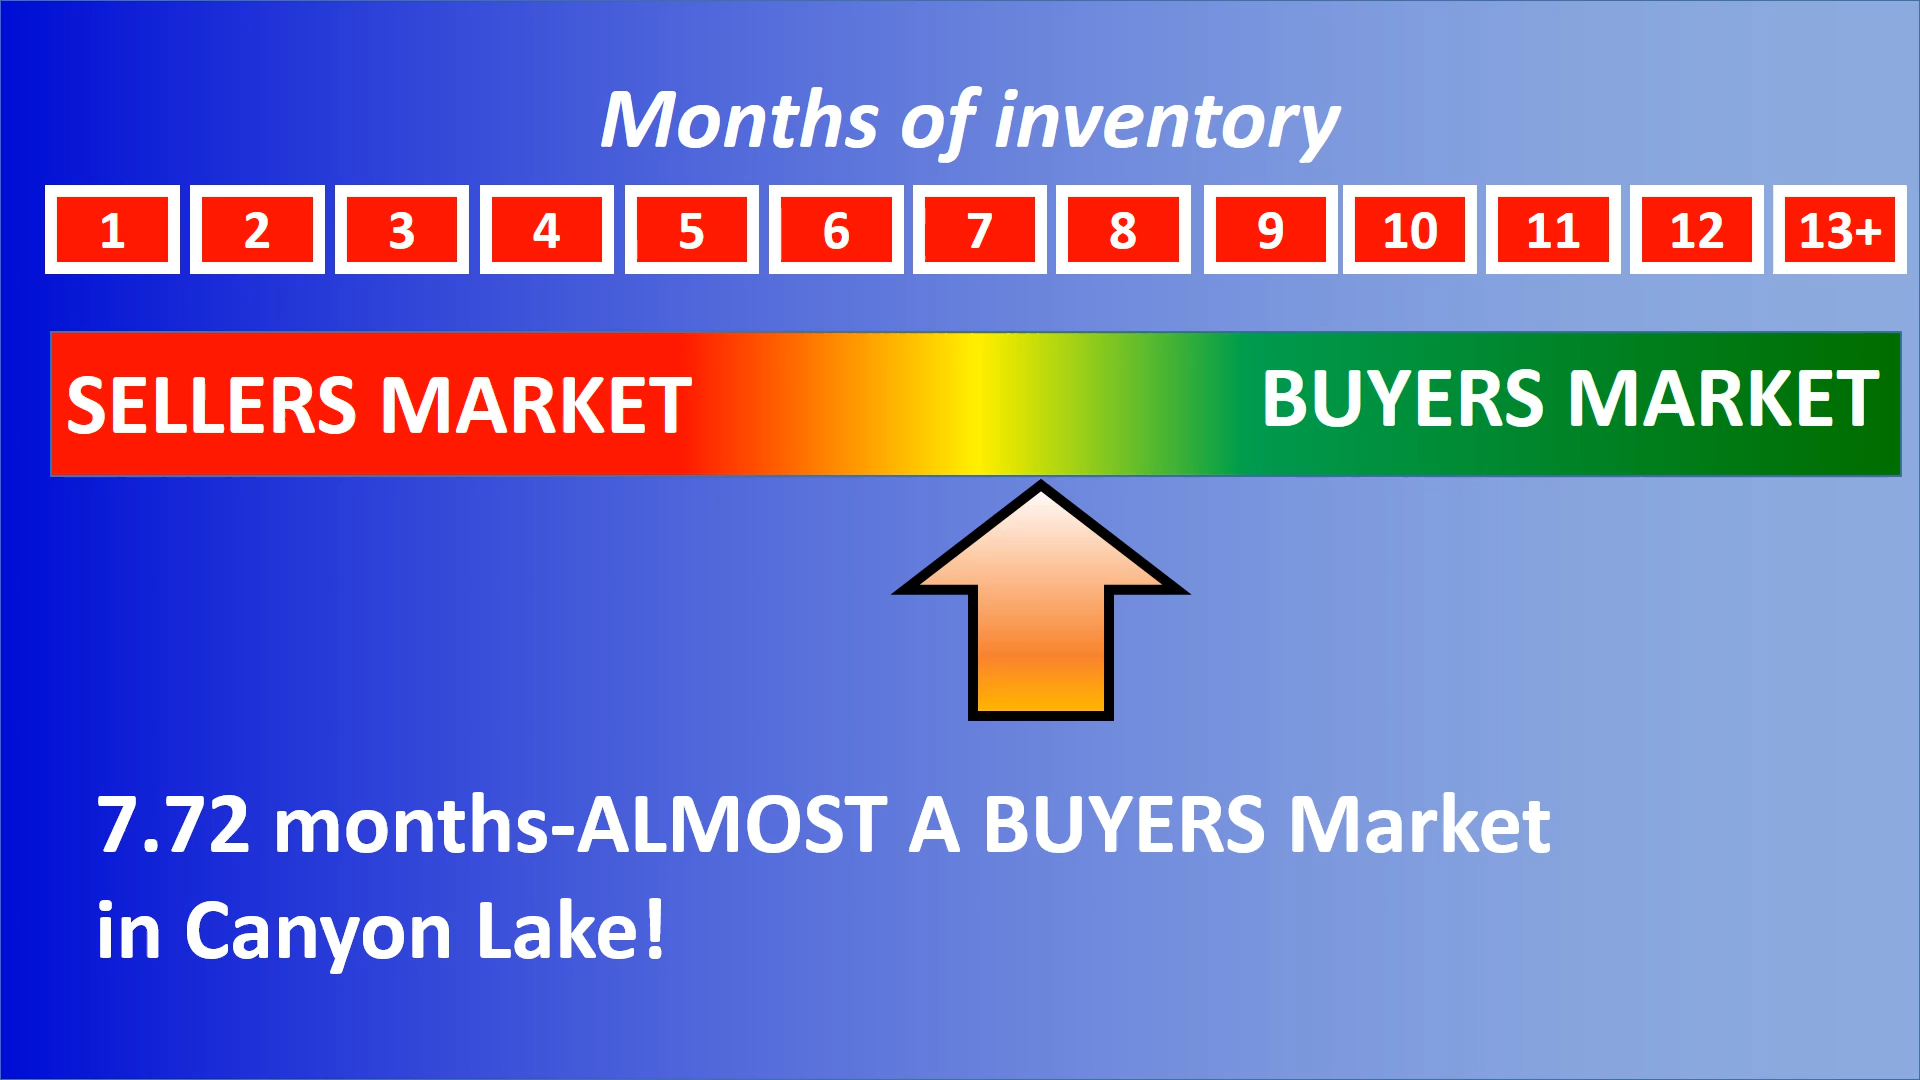 Months of inventory
1 2 3 4 5 6 7 8 9 10 11 12 13+
SELLERS MARKET BUYERS MARKET
7.72 months-ALMOST A BUYERS Market
in Canyon Lake!